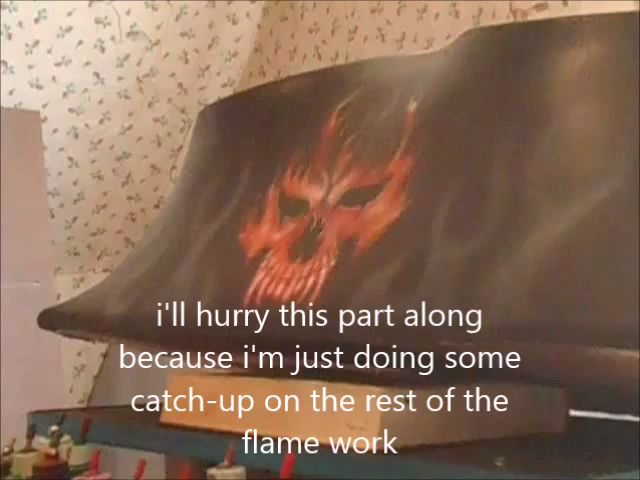 i'll hurry this part along
because i'm just doing some
catch-up on the rest of the
flame work